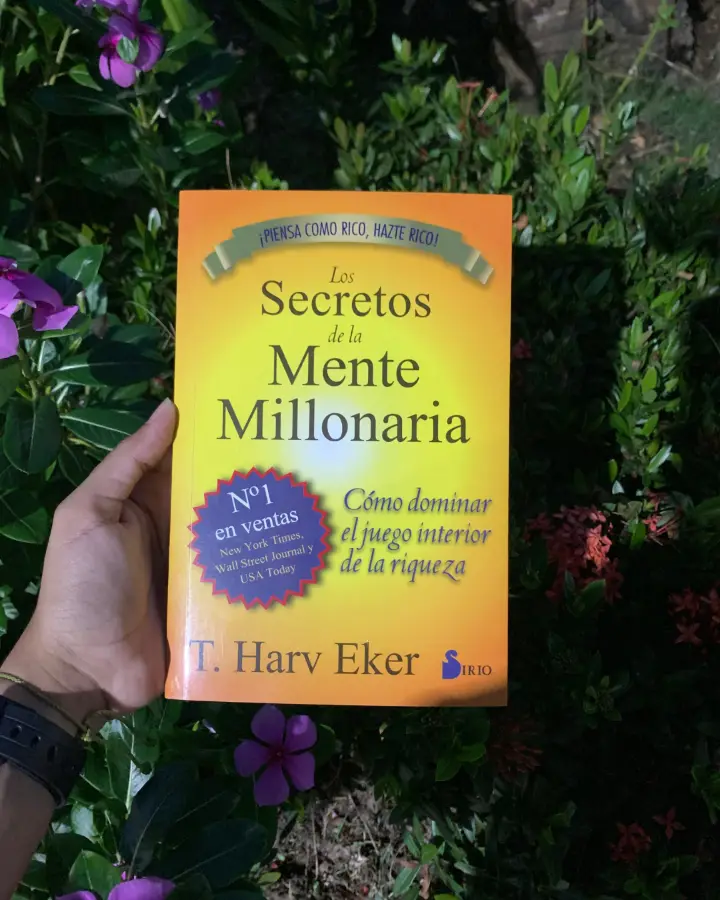 ¡PIENSA COMO RICO, HAZTE RICO!
Los
Secretos
de la
Mente
Millonaria
Nº1
en ventas
New York Times,
Wall Street Journal y
USA Today
Cómo dominar
el juego interior
de la riqueza
T. Harv Eker
SIRIO